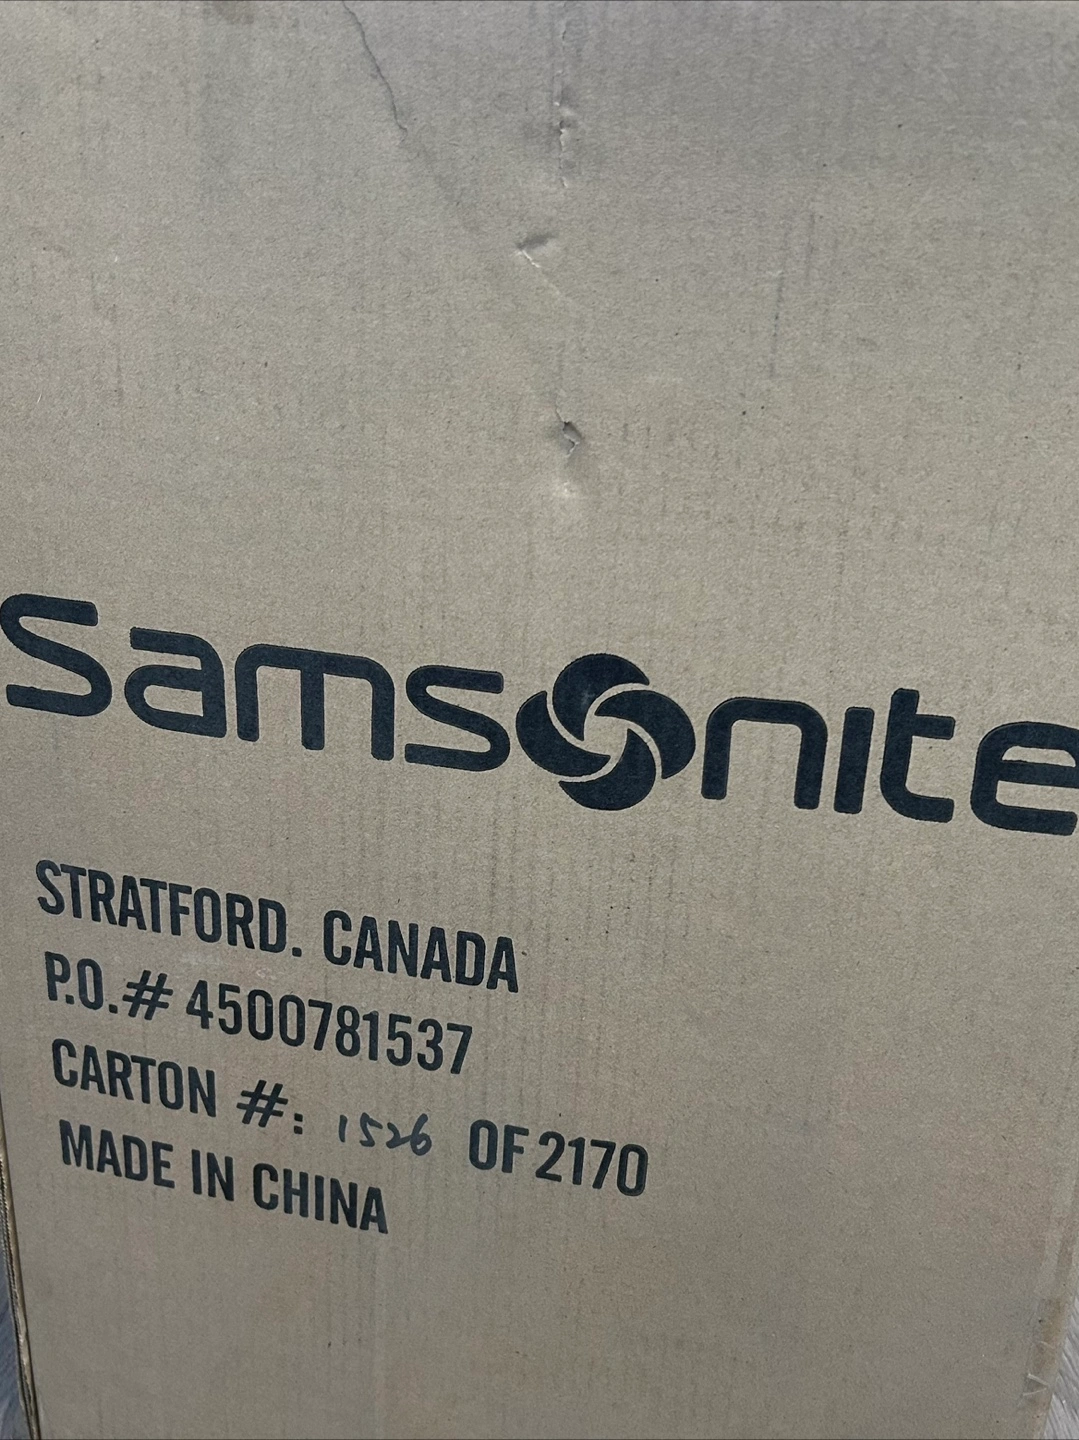 Samsonite
STRATFORD. CANADA
P.O.# 4500781537
CARTON #: 1526 OF 2170
MADE IN CHINA